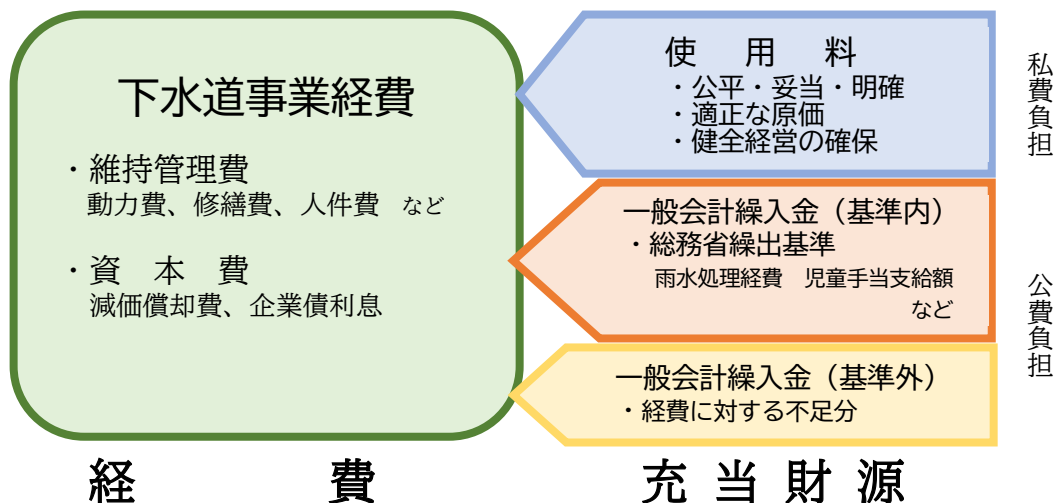 下水道事業経費
・維持管理費
動力費、修繕費、人件費　など
・資　本　費
減価償却費、企業債利息
使　用　料
・公平・妥当・明確
・適正な原価
・健全経営の確保
私費負担
一般会計繰入金（基準内）
・総務省繰出基準
雨水処理経費　児童手当支給額
など
一般会計繰入金（基準外）
・経費に対する不足分
公費負担
経　　　　費
充 当 財 源